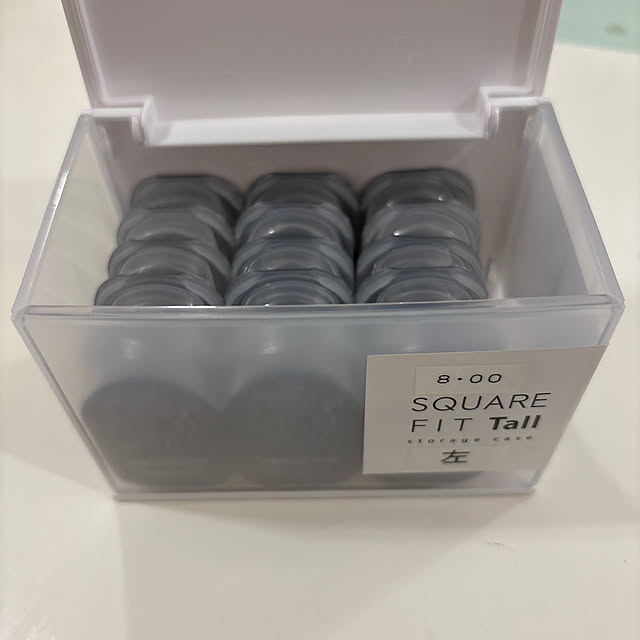 8.00
SQUARE
FIT Tall
storage case
左